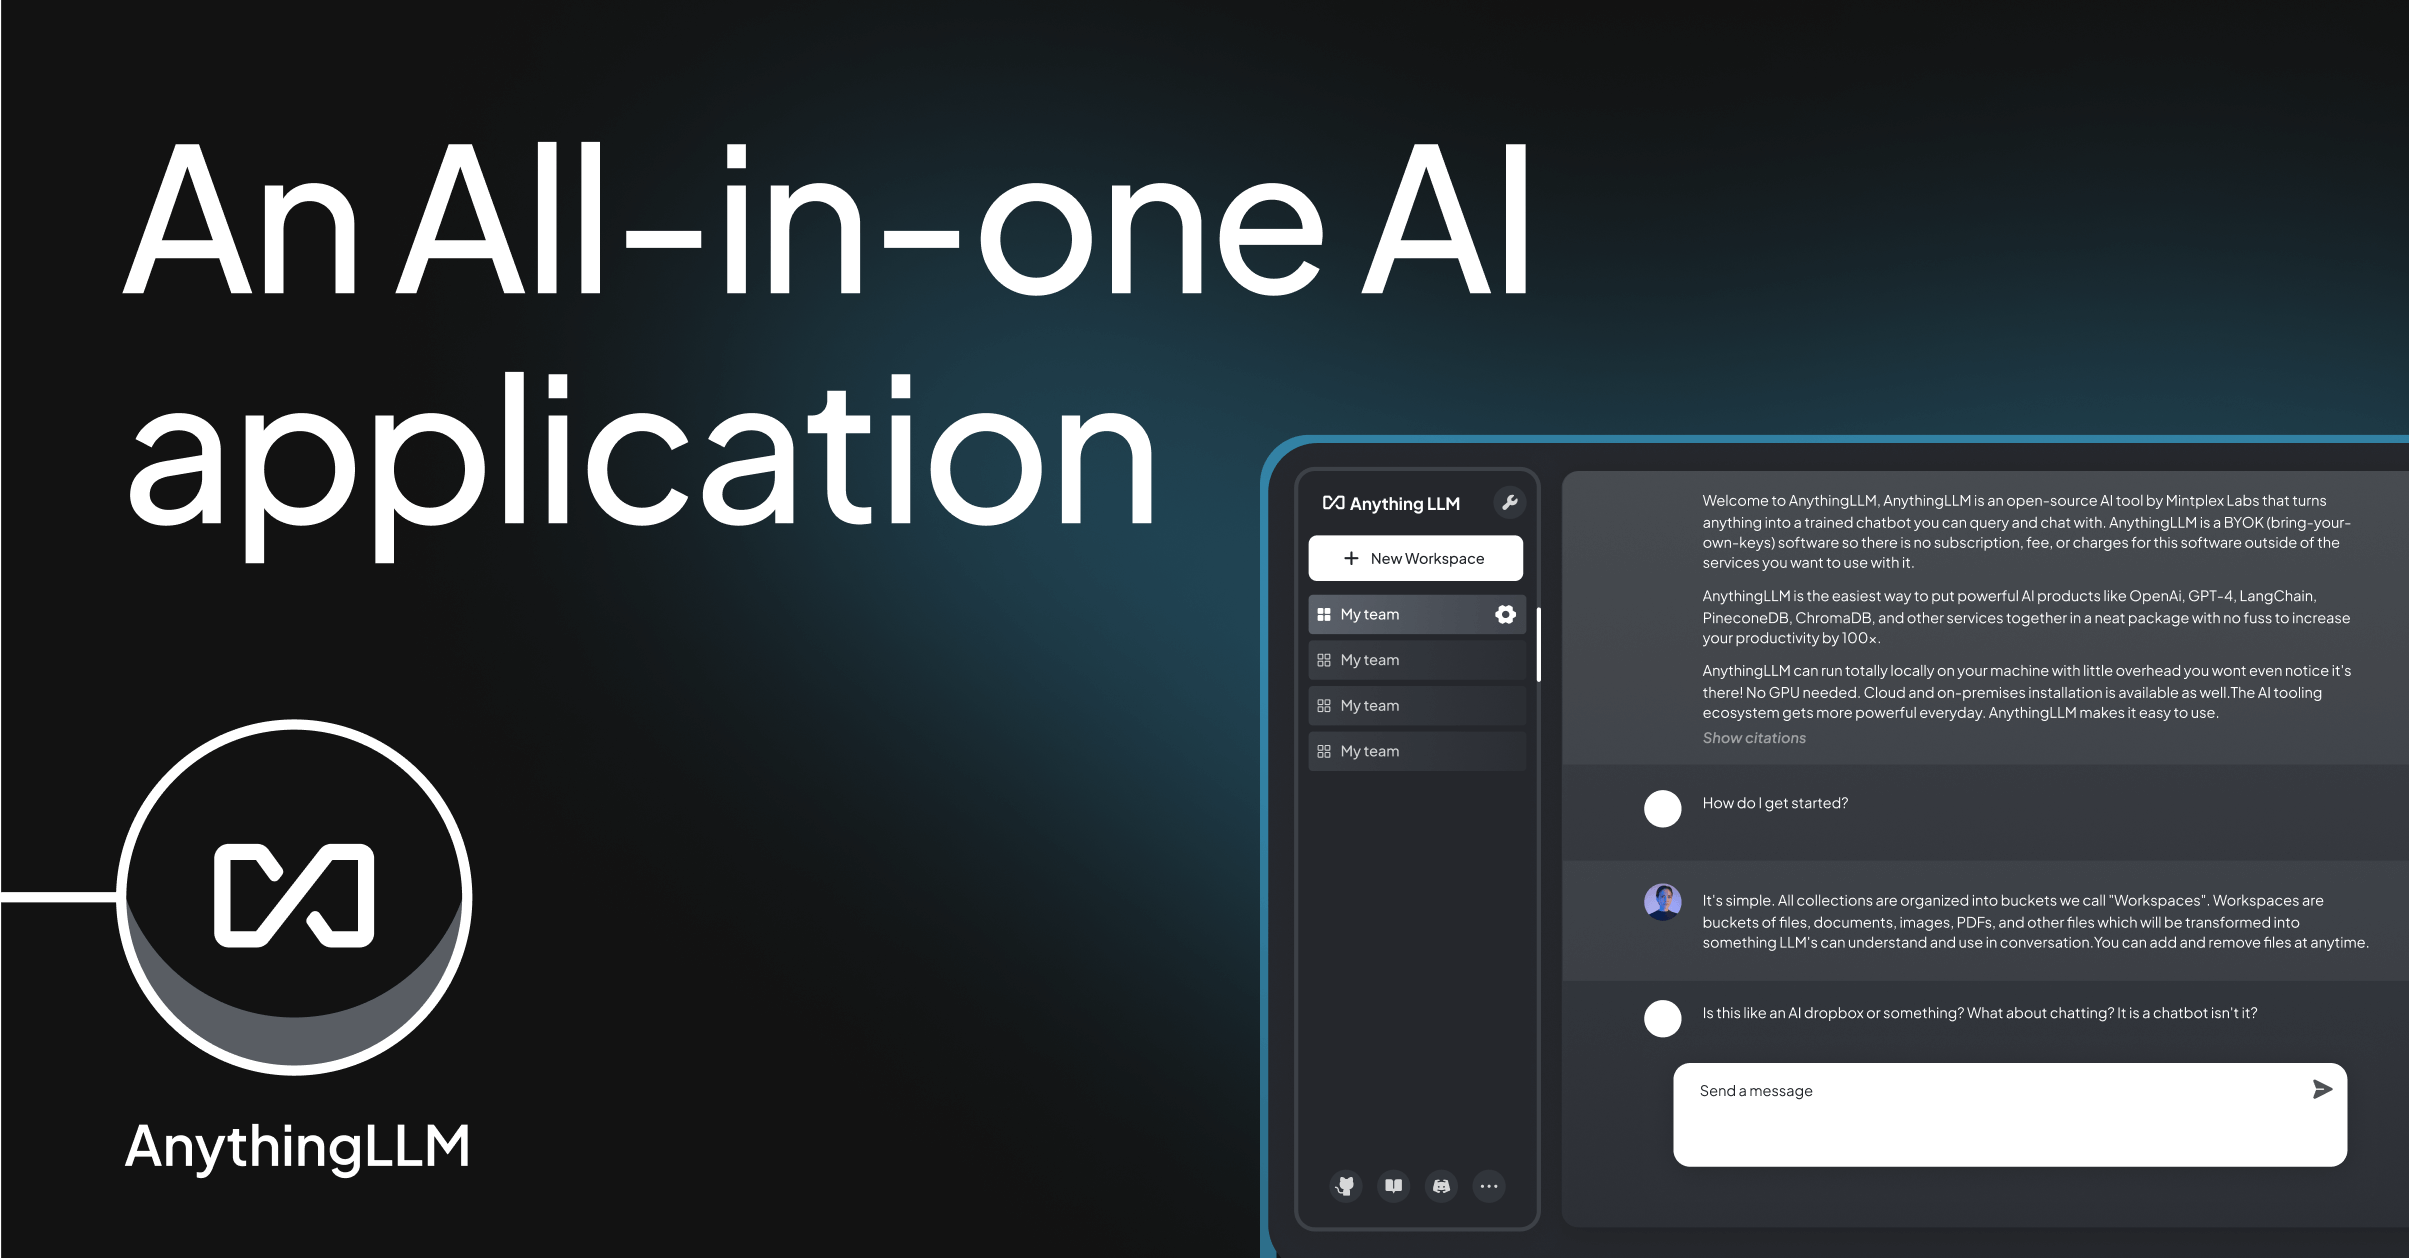 An All-in-one AI
application
AnythingLLM
Anything LLM
New Workspace
My team
My team
My team
My team
Welcome to AnythingLLM, AnythingLLM is an open-source AI tool by Mintplex Labs that turns
anything into a trained chatbot you can query and chat with. AnythingLLM is a BYOK (bring-your-
own-keys) software so there is no subscription, fee, or charges for this software outside of the
services you want to use with it.
AnythingLLM is the easiest way to put powerful AI products like OpenAi, GPT-4, LangChain,
PineconeDB, ChromaDB, and other services together in a neat package with no fuss to increase
your productivity by 100x.
AnythingLLM can run totally locally on your machine with little overhead you wont even notice it's
there! No GPU needed. Cloud and on-premises installation is available as well.The AI tooling
ecosystem gets more powerful everyday. AnythingLLM makes it easy to use.
Show citations
How do I get started?
It's simple. All collections are organized into buckets we call "Workspaces". Workspaces are
buckets of files, documents, images, PDFs, and other files which will be transformed into
something LLM's can understand and use in conversation.You can add and remove files at anytime.
Is this like an AI dropbox or something? What about chatting? It is a chatbot isn't it?
Send a message